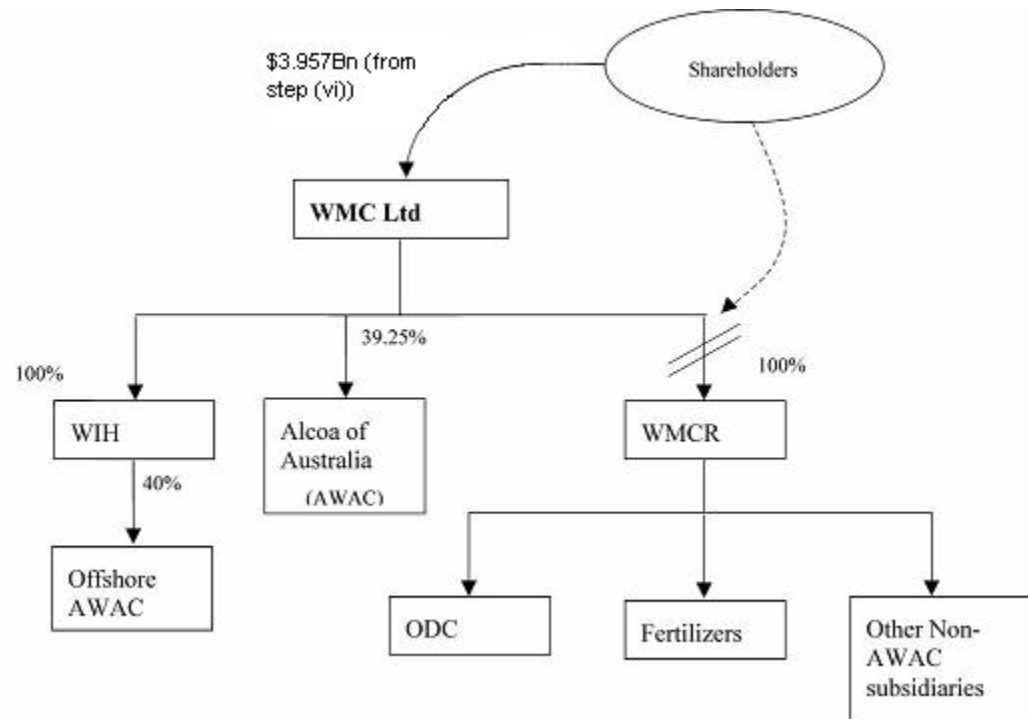 $3.957Bn (from
step (vi))
Shareholders
WMC Ltd
39.25%
100%
100%
WIH
Alcoa of
Australia
(AWAC)
WMCR
40%
Offshore
AWAC
ODC
Fertilizers
Other Non-
AWAC
subsidiaries